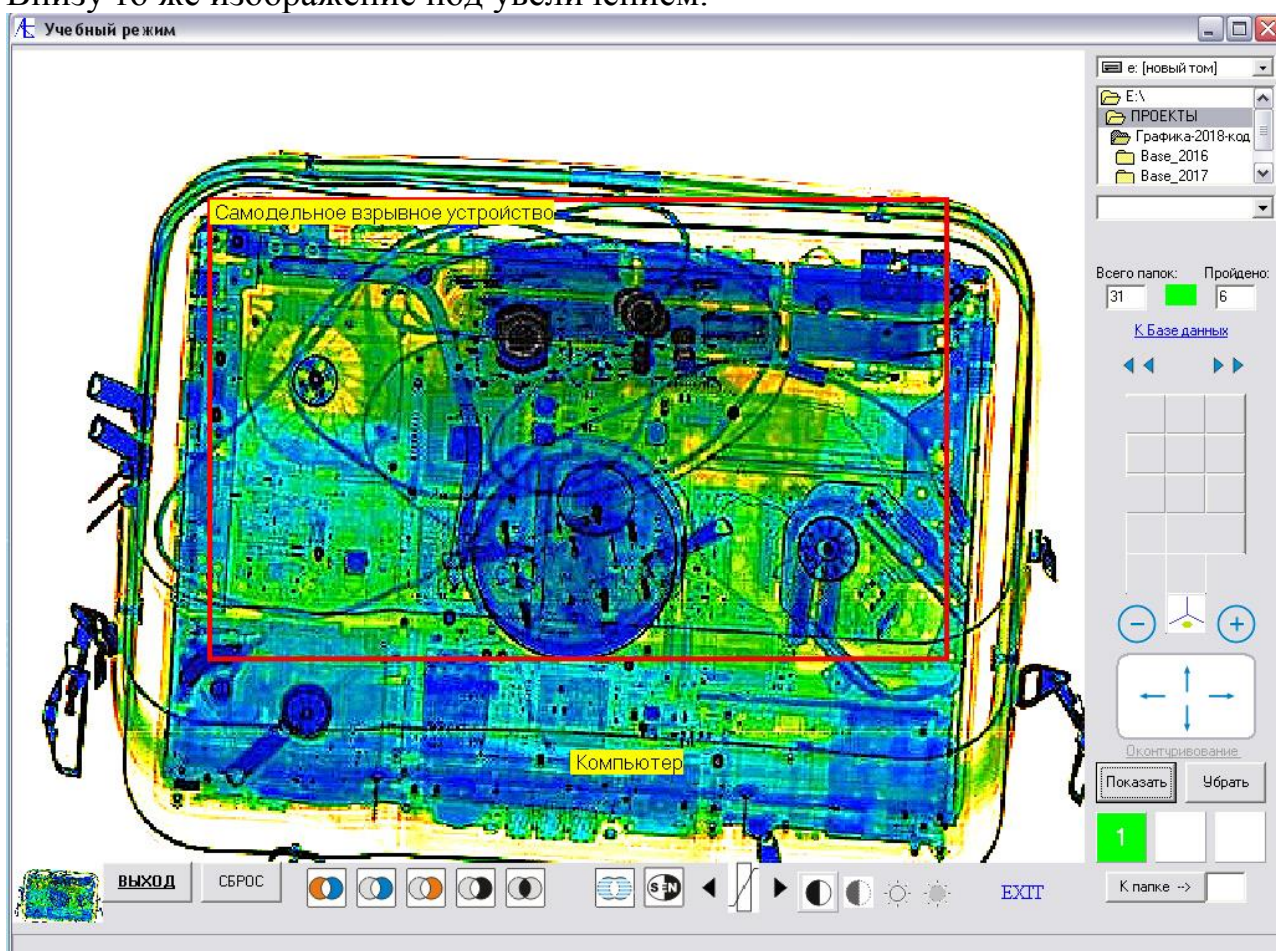 Внизу то же изображение под увеличением.
Учебный режим
e: [новый том]
E:\
ПРОЕКТЫ
Графика-2018-код
Base_2016
Base_2017
Самодельное взрывное устройство
Всего папок: Пройдено:
31 6
К Базе данных
Компьютер
Оконтуривование
Показать Убрать
1
ВЫХОД СБРОС
S N
EXIT
К папке -->